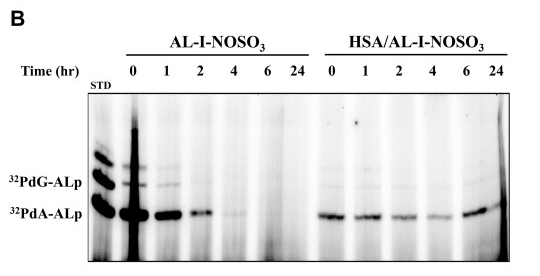 B
AL-I-NOSO₃ HSA/AL-I-NOSO₃
Time (hr) 0 1 2 4 6 24 0 1 2 4 6 24
STD
³²PdG-ALp
³²PdA-ALp